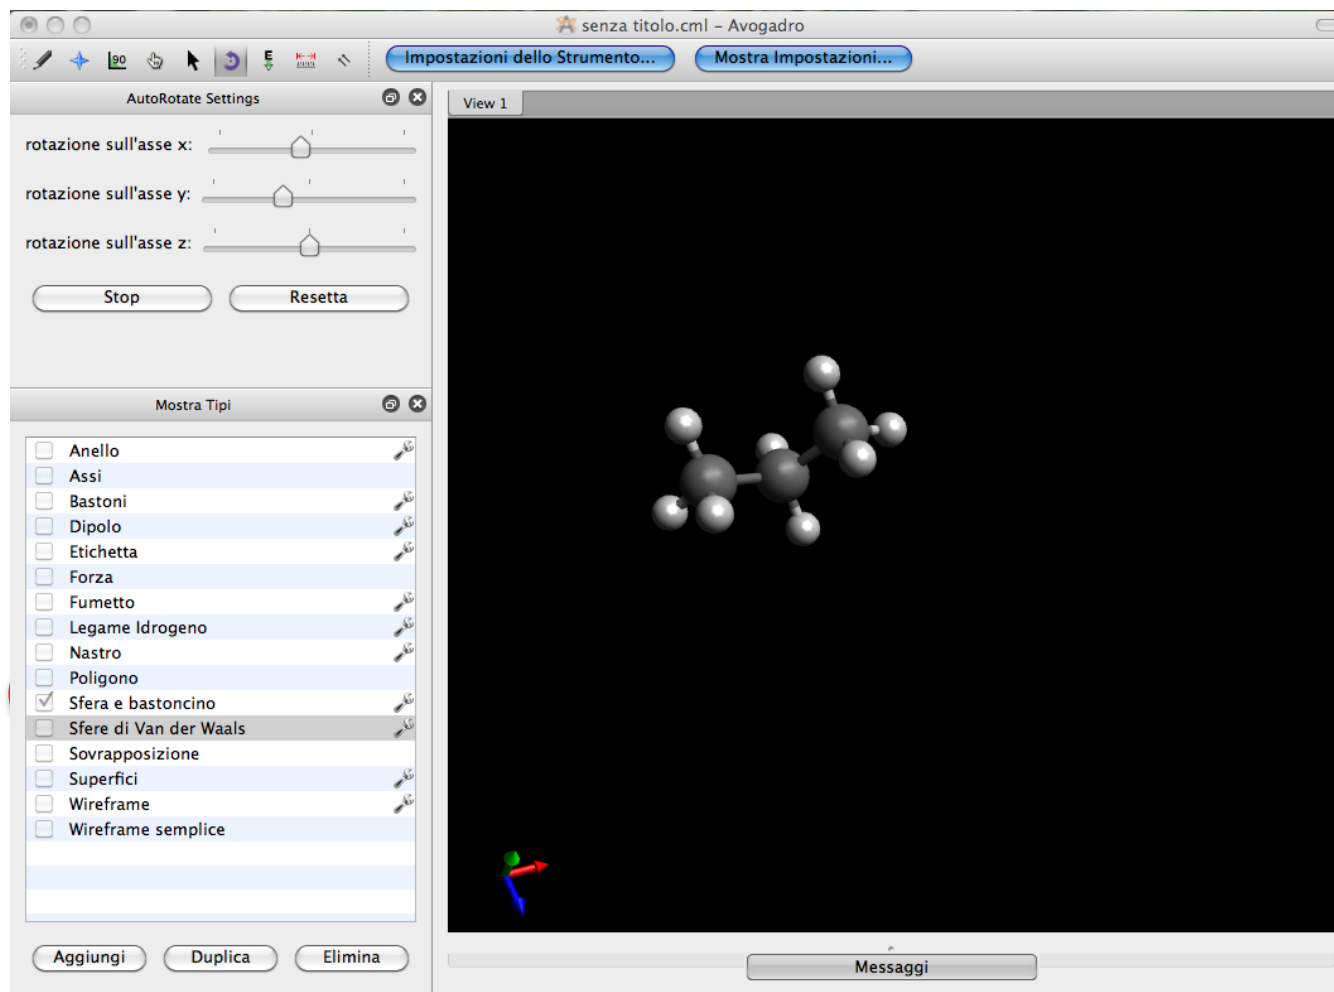 senza titolo.cml – Avogadro
90
E
Impostazioni dello Strumento...
Mostra Impostazioni...
AutoRotate Settings
View 1
rotazione sull'asse x:
rotazione sull'asse y:
rotazione sull'asse z:
Stop
Resetta
Mostra Tipi
Anello
Assi
Bastoni
Dipolo
Etichetta
Forza
Fumetto
Legame Idrogeno
Nastro
Poligono
Sfera e bastoncino
Sfere di Van der Waals
Sovrapposizione
Superfici
Wireframe
Wireframe semplice
Aggiungi
Duplica
Elimina
Messaggi